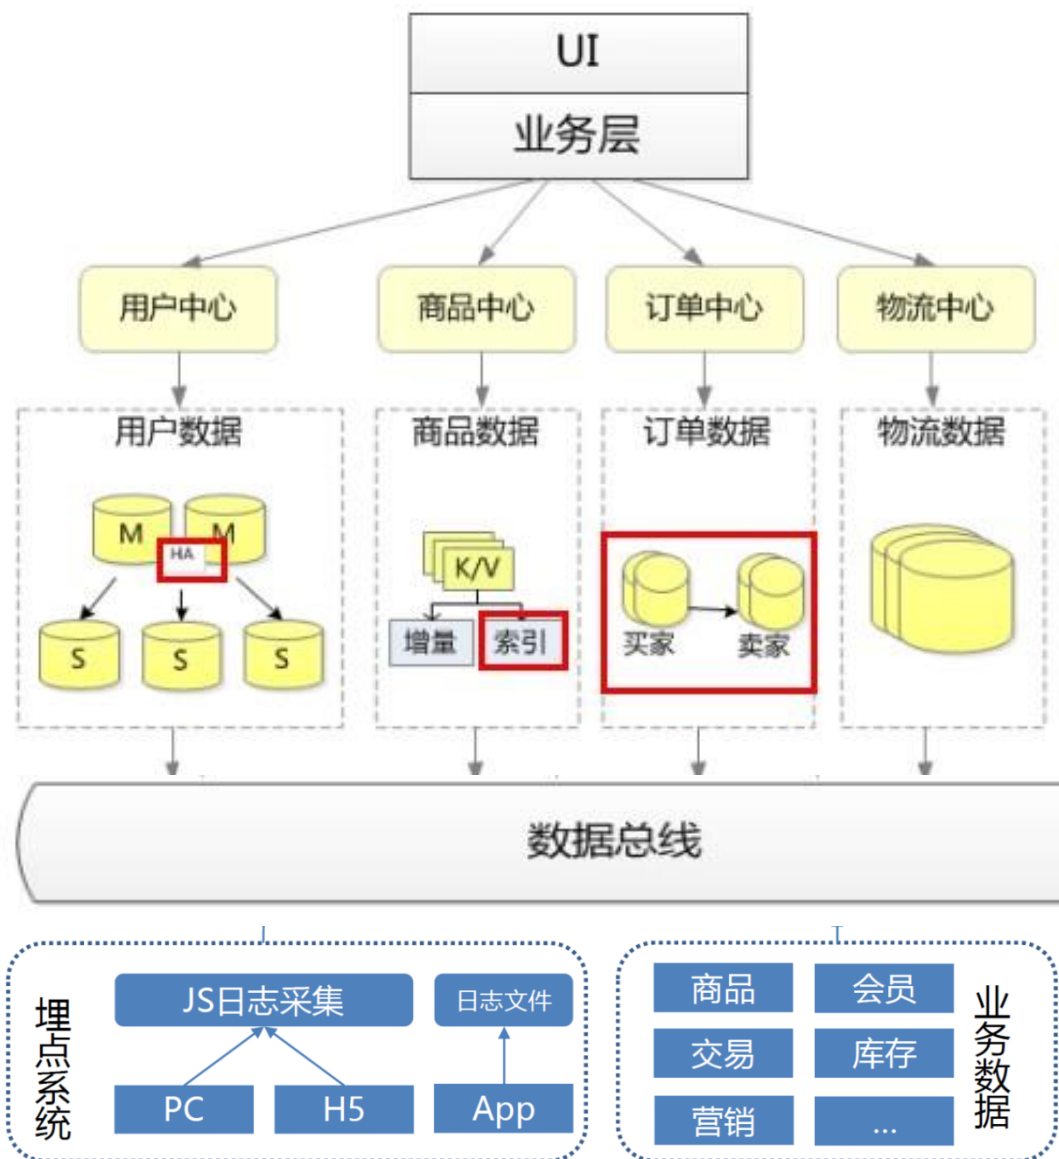 UI
业务层
用户中心
商品中心
订单中心
物流中心
用户数据
商品数据
订单数据
物流数据
M
M
HA
S
S
S
K/V
增量
索引
买家
卖家
数据总线
埋点系统
JS日志采集
日志文件
PC
H5
App
商品
会员
交易
库存
营销
...
业务数据